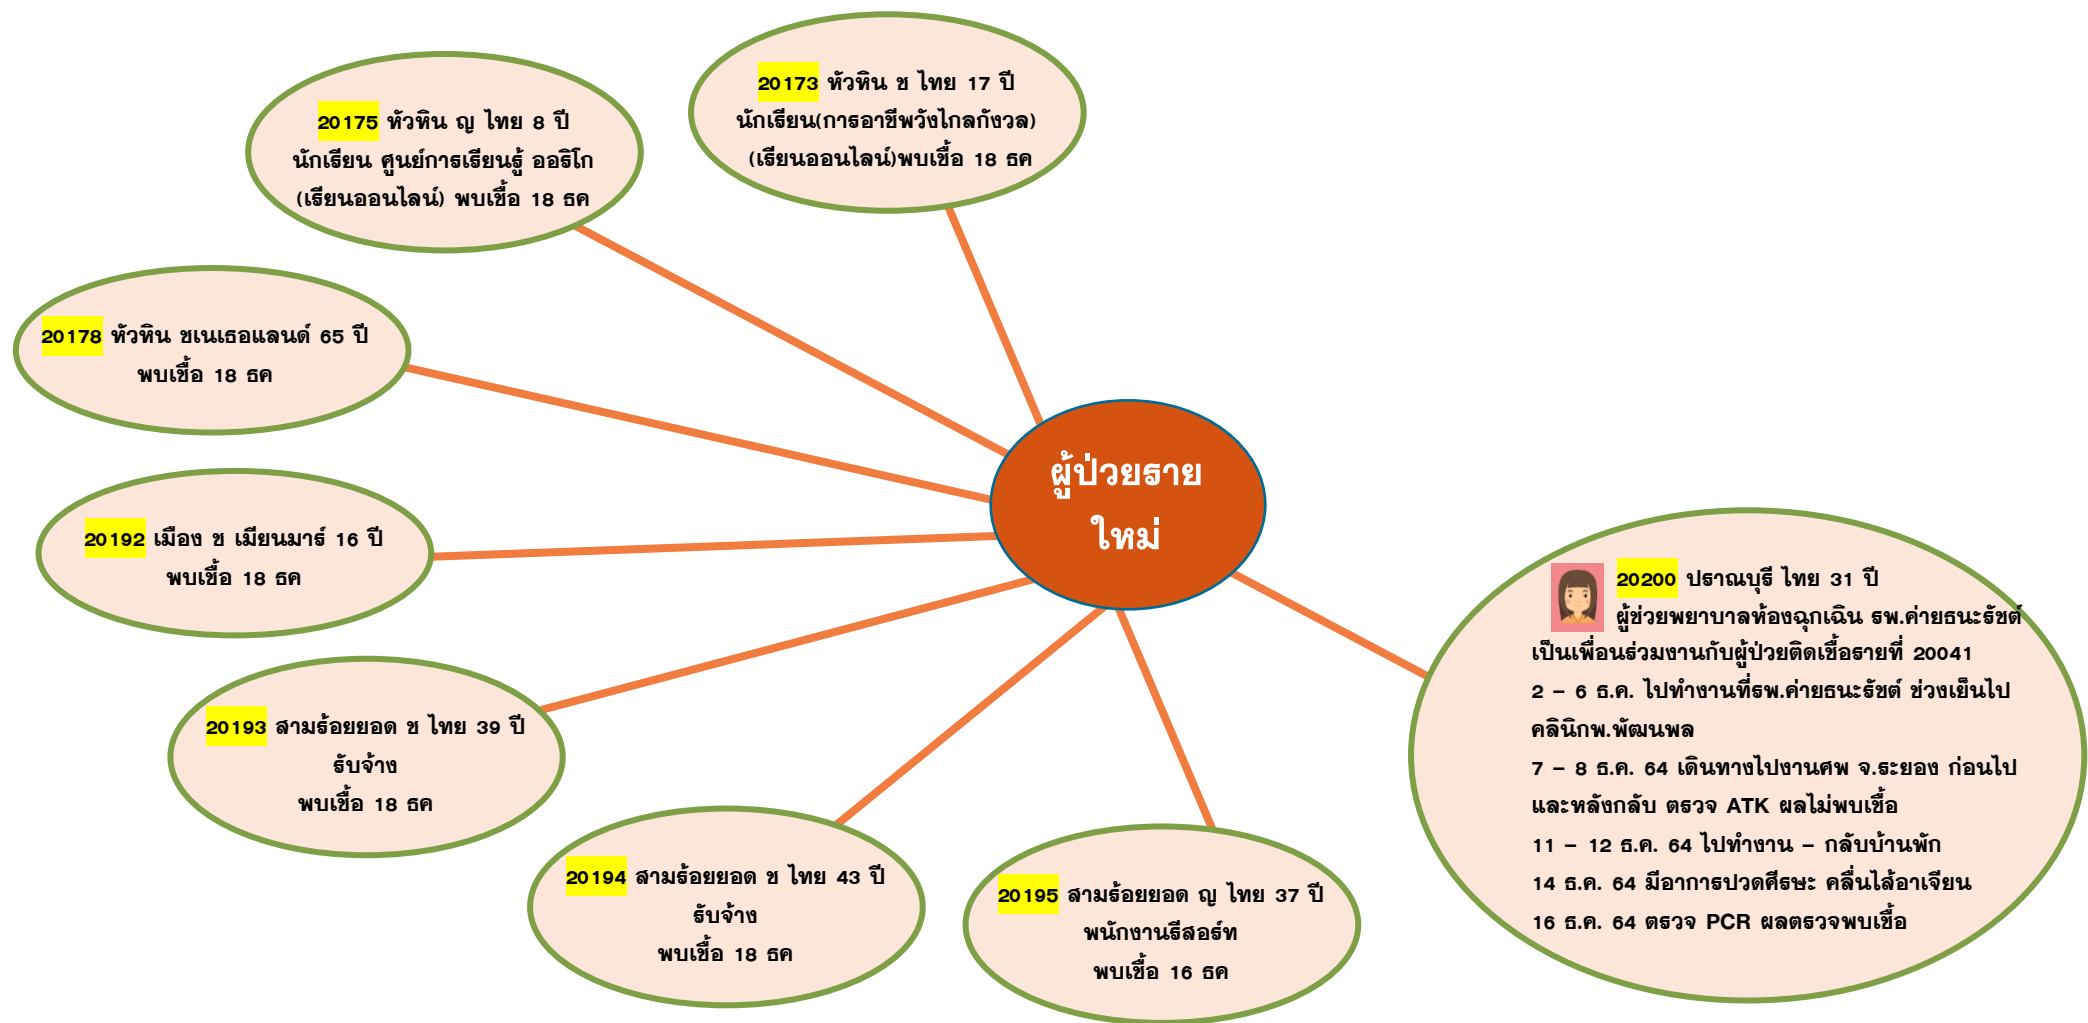 20173 หัวหิน ช ไทย 17 ปี
นักเรียน(การอาชีพวังไกลกังวล)
(เรียนออนไลน์)พบเชื้อ 18 ธค
20175 หัวหิน ญ ไทย 8 ปี
นักเรียน ศูนย์การเรียนรู้ ออริโก
(เรียนออนไลน์) พบเชื้อ 18 ธค
20178 หัวหิน ชเนเธอแลนด์ 65 ปี
พบเชื้อ 18 ธค
ผู้ป่วยราย
ใหม่
20192 เมือง ช เมียนมาร์ 16 ปี
พบเชื้อ 18 ธค
20193 สามร้อยยอด ช ไทย 39 ปี
รับจ้าง
พบเชื้อ 18 ธค
20194 สามร้อยยอด ช ไทย 43 ปี
รับจ้าง
พบเชื้อ 18 ธค
20195 สามร้อยยอด ญ ไทย 37 ปี
พนักงานรีสอร์ท
พบเชื้อ 16 ธค
20200 ปราณบุรี ไทย 31 ปี
ผู้ช่วยพยาบาลห้องฉุกเฉิน รพ.ค่ายธนะรัชต์
เป็นเพื่อนร่วมงานกับผู้ป่วยติดเชื้อรายที่ 20041
2 – 6 ธ.ค. ไปทำงานที่รพ.ค่ายธนะรัชต์ ช่วงเย็นไป
คลินิกพ.พัฒนพล
7 – 8 ธ.ค. 64 เดินทางไปงานศพ จ.ระยอง ก่อนไป
และหลังกลับ ตรวจ ATK ผลไม่พบเชื้อ
11 – 12 ธ.ค. 64 ไปทำงาน – กลับบ้านพัก
14 ธ.ค. 64 มีอาการปวดศีรษะ คลื่นไส้อาเจียน
16 ธ.ค. 64 ตรวจ PCR ผลตรวจพบเชื้อ